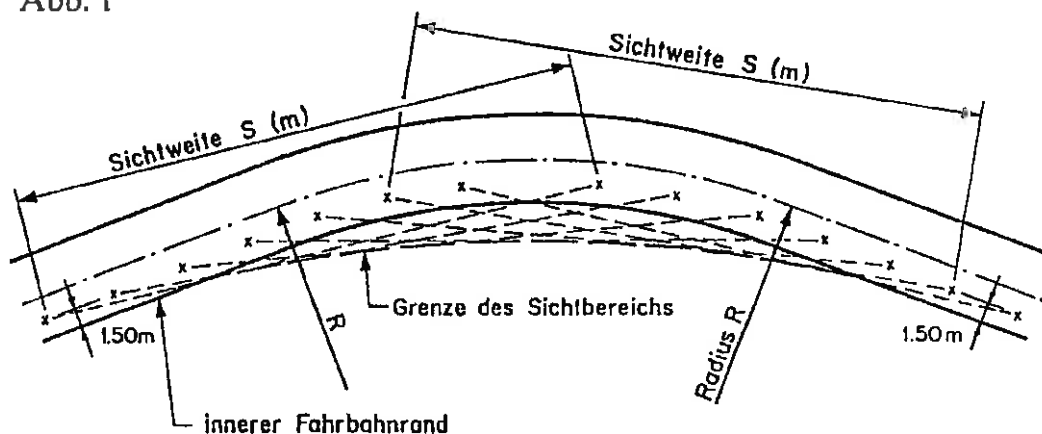 Abb. 1
Sichtweite S (m)
Sichtweite S (m)
x x x x x x x x x x x x x x
R
Radius R
Grenze des Sichtbereichs
1.50m
1.50m
innerer Fahrbahnrand